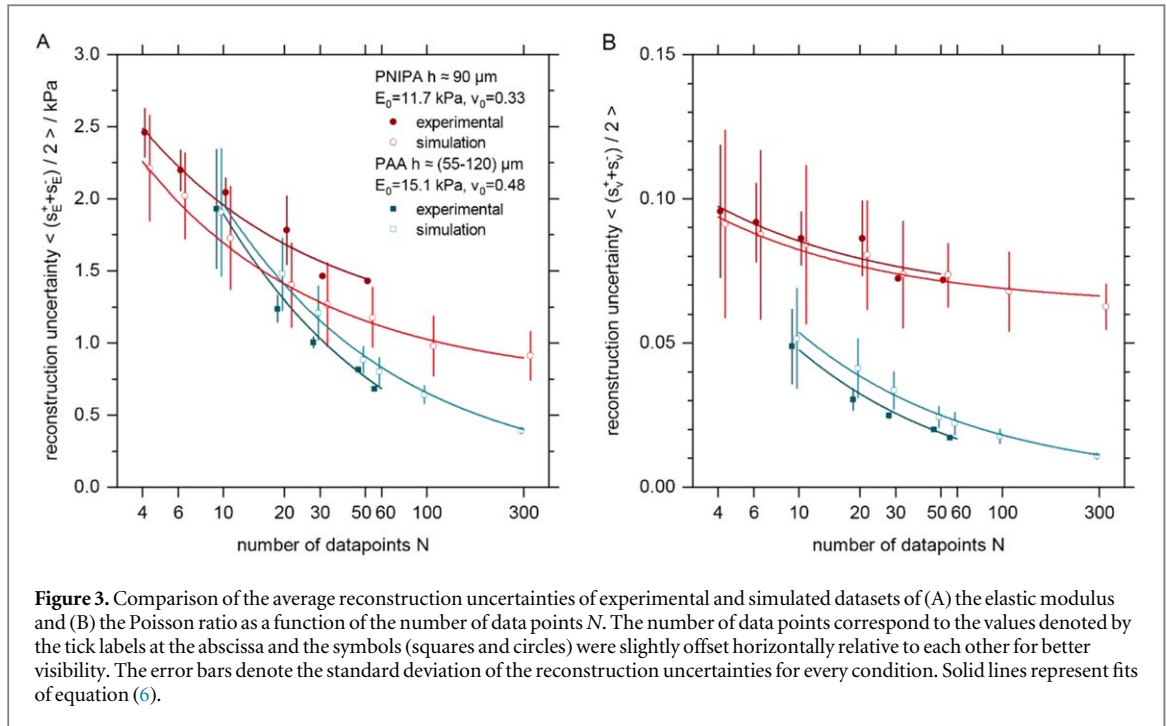 A
3.0
2.5
2.0
1.5
1.0
0.5
0.0
reconstruction uncertainty < (s_E^+ + s_E^-) / 2 > / kPa
4 6 10 20 30 50 60 100 300
number of datapoints N
PNIPA h ≈ 90 µm
E₀=11.7 kPa, ν₀=0.33
experimental
simulation
PAA h ≈ (55-120) µm
E₀=15.1 kPa, ν₀=0.48
experimental
simulation
B
0.15
0.10
0.05
0.00
reconstruction uncertainty < (s_ν^+ + s_ν^-) / 2 >
4 6 10 20 30 50 60 100 300
number of datapoints N
Figure 3. Comparison of the average reconstruction uncertainties of experimental and simulated datasets of (A) the elastic modulus
and (B) the Poisson ratio as a function of the number of data points N. The number of data points correspond to the values denoted by
the tick labels at the abscissa and the symbols (squares and circles) were slightly offset horizontally relative to each other for better
visibility. The error bars denote the standard deviation of the reconstruction uncertainties for every condition. Solid lines represent fits
of equation (6).